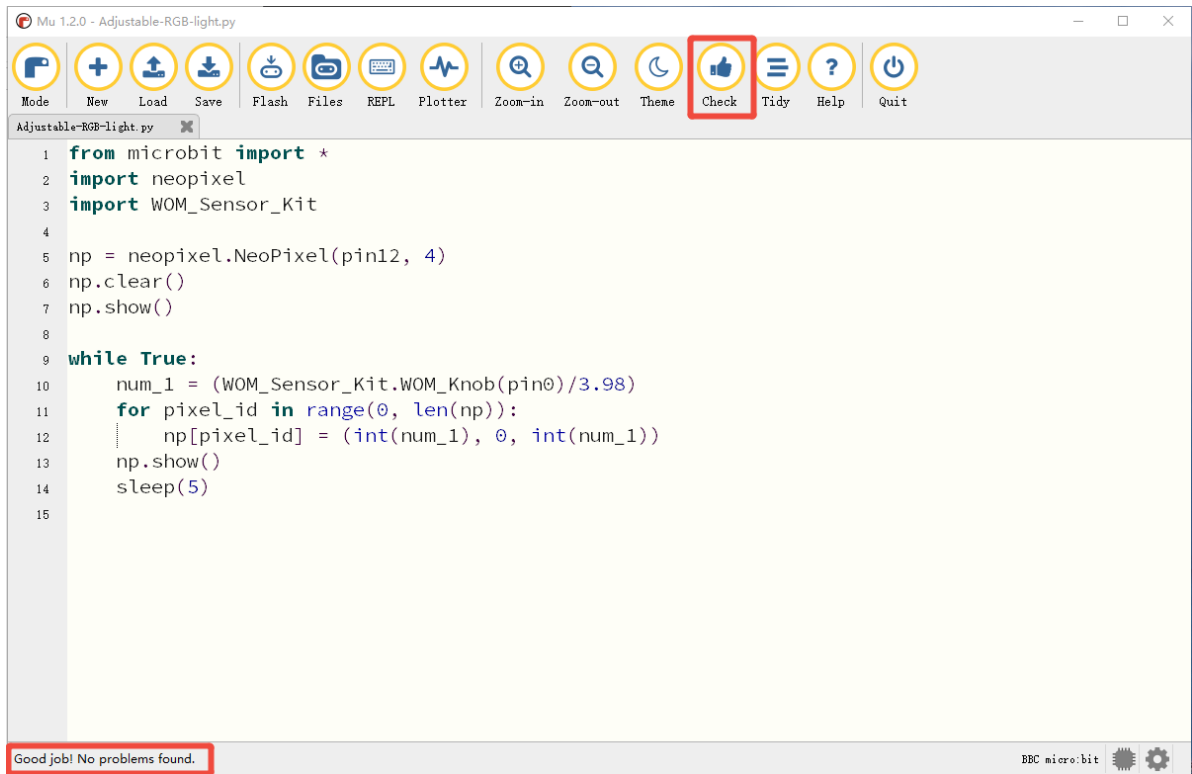 Mu 1.2.0 - Adjustable-RGB-light.py
Mode New Load Save Flash Files REPL Plotter Zoom-in Zoom-out Theme Check Tidy Help Quit
Adjustable-RGB-light.py
1 from microbit import *
2 import neopixel
3 import WOM_Sensor_Kit
4
5 np = neopixel.NeoPixel(pin12, 4)
6 np.clear()
7 np.show()
8
9 while True:
10     num_1 = (WOM_Sensor_Kit.WOM_Knob(pin0)/3.98)
11     for pixel_id in range(0, len(np)):
12         np[pixel_id] = (int(num_1), 0, int(num_1))
13     np.show()
14     sleep(5)
15
Good job! No problems found. BBC micro:bit